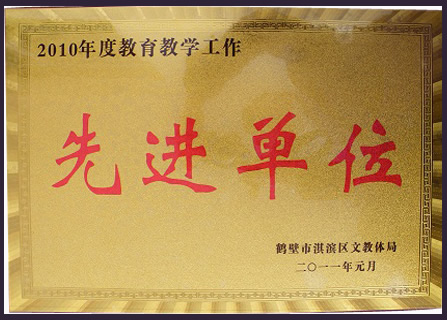 2010年度教育教学工作
先进单位
鹤壁市淇滨区文教体局
二〇一一年元月